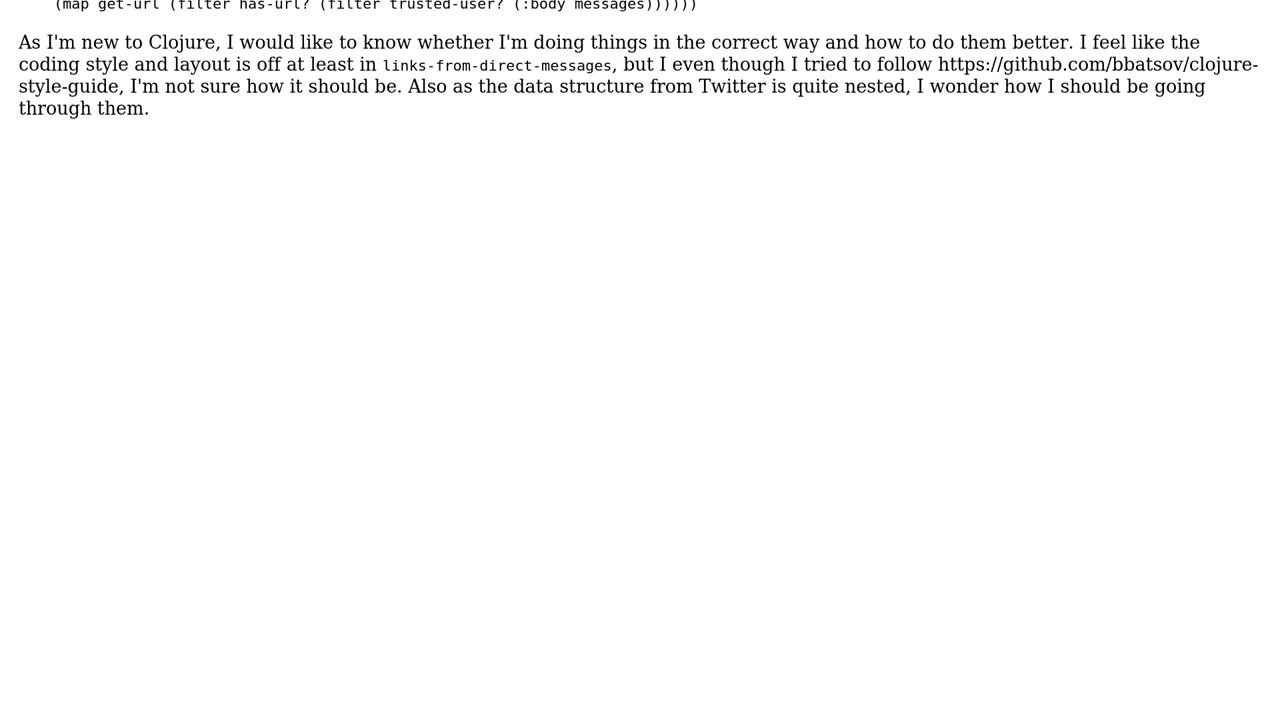 (map get-url (filter has-url? (filter trusted-user? (:body messages))))))
As I'm new to Clojure, I would like to know whether I'm doing things in the correct way and how to do them better. I feel like the
coding style and layout is off at least in links-from-direct-messages, but I even though I tried to follow https://github.com/bbatsov/clojure-
style-guide, I'm not sure how it should be. Also as the data structure from Twitter is quite nested, I wonder how I should be going
through them.